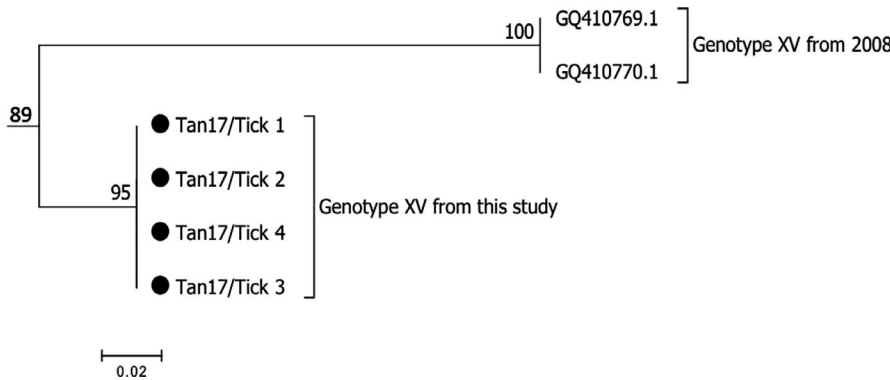 100
GQ410769.1
Genotype XV from 2008
GQ410770.1
89
Tan17/Tick 1
95
Tan17/Tick 2
Genotype XV from this study
Tan17/Tick 4
Tan17/Tick 3
0.02